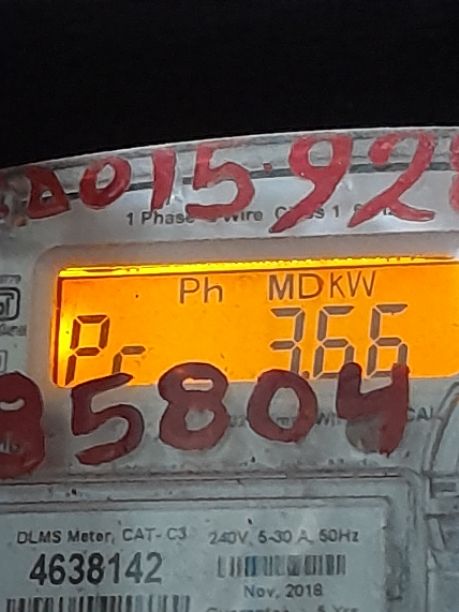 015.92
1 Phase Wire Class 1
Ph MDKW
Pr 3.66
85804
DLMS Meter, CAT-C3 240V, 5-30 A, 50Hz
4638142
Nov, 2018